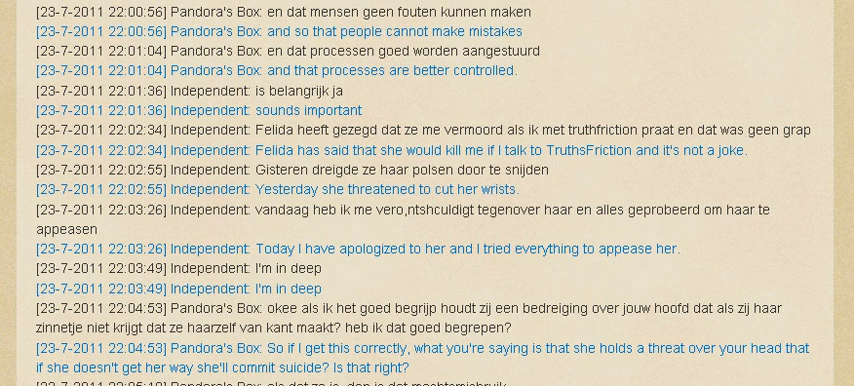 [23-7-2011 22:00:56] Pandora's Box: en dat mensen geen fouten kunnen maken
[23-7-2011 22:00:56] Pandora's Box: and so that people cannot make mistakes
[23-7-2011 22:01:04] Pandora's Box: en dat processen goed worden aangestuurd
[23-7-2011 22:01:04] Pandora's Box: and that processes are better controlled.
[23-7-2011 22:01:36] Independent: is belangrijk ja
[23-7-2011 22:01:36] Independent: sounds important
[23-7-2011 22:02:34] Independent: Felida heeft gezegd dat ze me vermoord als ik met truthfriction praat en dat was geen grap
[23-7-2011 22:02:34] Independent: Felida has said that she would kill me if I talk to TruthsFriction and it's not a joke.
[23-7-2011 22:02:55] Independent: Gisteren dreigde ze haar polsen door te snijden
[23-7-2011 22:02:55] Independent: Yesterday she threatened to cut her wrists.
[23-7-2011 22:03:26] Independent: vandaag heb ik me vero,ntshculdigt tegenover haar en alles geprobeerd om haar te
appeasen
[23-7-2011 22:03:26] Independent: Today I have apologized to her and I tried everything to appease her.
[23-7-2011 22:03:49] Independent: I'm in deep
[23-7-2011 22:03:49] Independent: I'm in deep
[23-7-2011 22:04:53] Pandora's Box: okee als ik het goed begrijp houdt zij een bedreiging over jouw hoofd dat als zij haar
zinnetje niet krijgt dat ze haarzelf van kant maakt? heb ik dat goed begrepen?
[23-7-2011 22:04:53] Pandora's Box: So if I get this correctly, what you're saying is that she holds a threat over your head that
if she doesn't get her way she'll commit suicide? Is that right?